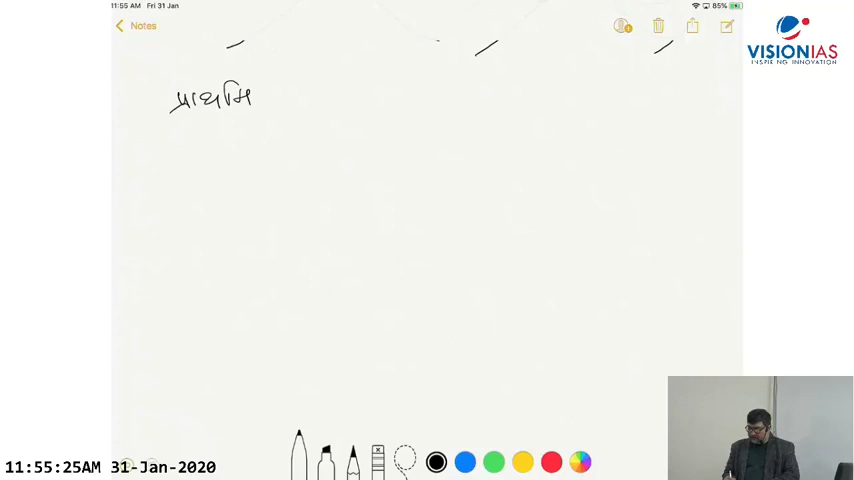 11:55 AM Fri 31 Jan
85%
Notes
VISIONIAS
INSPIRING INNOVATION
प्राथमि
11:55:25AM 31-Jan-2020